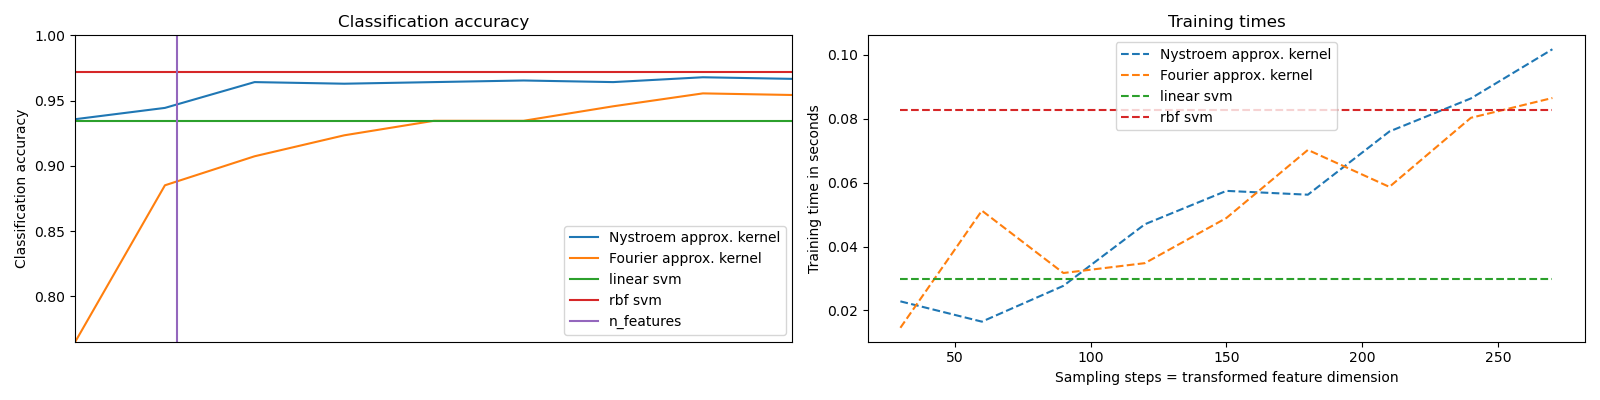 Classification accuracy
1.00
0.95
0.90
0.85
0.80
Classification accuracy
Nystroem approx. kernel
Fourier approx. kernel
linear svm
rbf svm
n_features
Training times
0.10
0.08
0.06
0.04
0.02
Training time in seconds
Nystroem approx. kernel
Fourier approx. kernel
linear svm
rbf svm
50
100
150
200
250
Sampling steps = transformed feature dimension